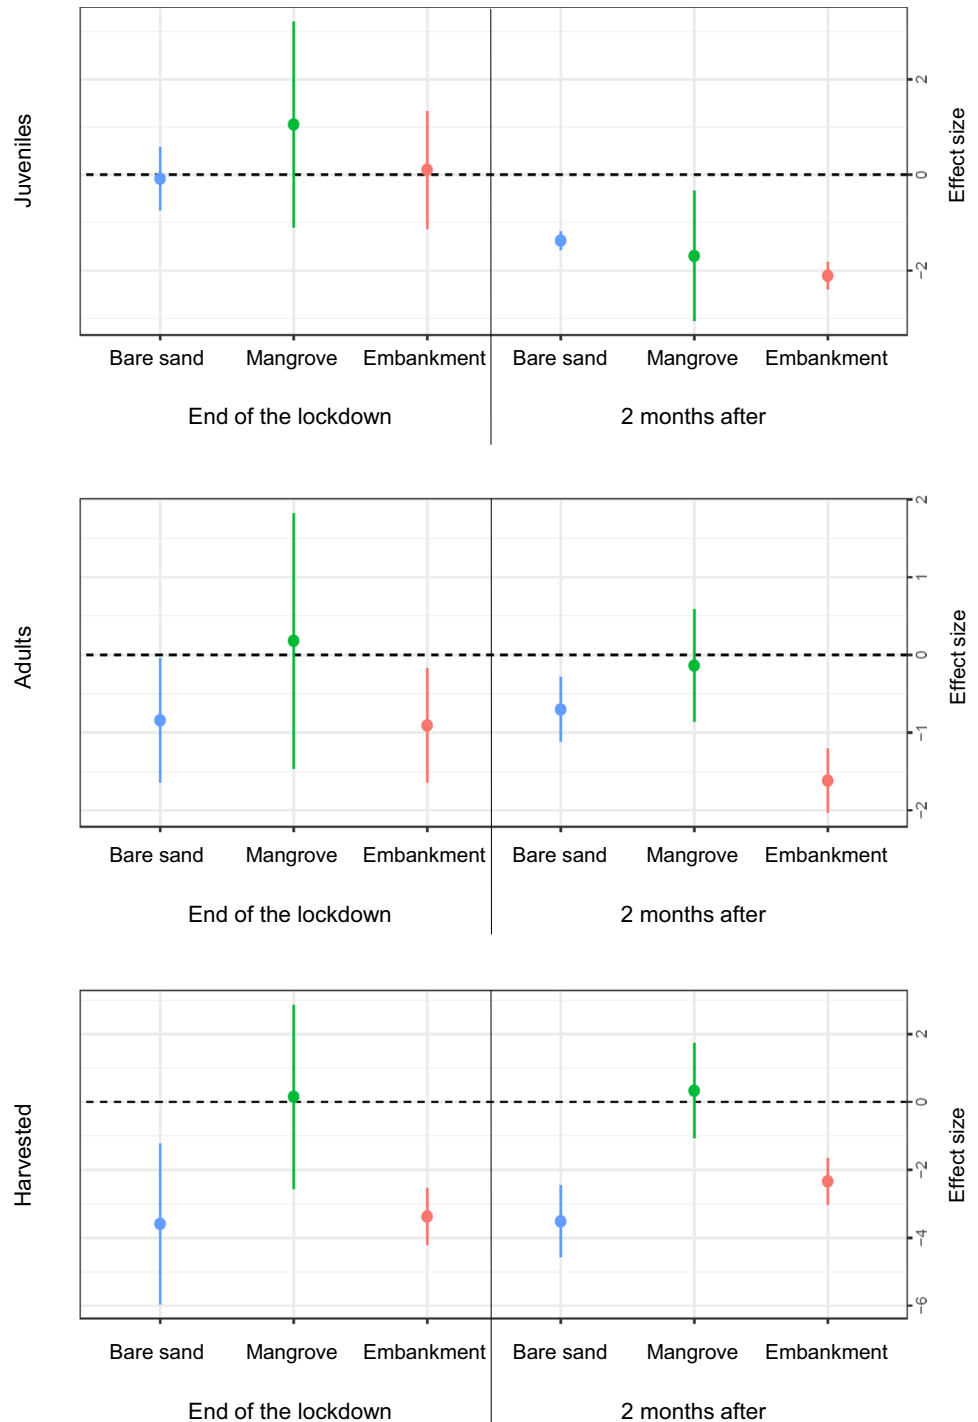 Juveniles
2
0
−2
Effect size
Bare sand Mangrove Embankment Bare sand Mangrove Embankment
End of the lockdown 2 months after
Adults
2
1
0
−1
−2
Effect size
Bare sand Mangrove Embankment Bare sand Mangrove Embankment
End of the lockdown 2 months after
Harvested
2
0
−2
−4
−6
Effect size
Bare sand Mangrove Embankment Bare sand Mangrove Embankment
End of the lockdown 2 months after